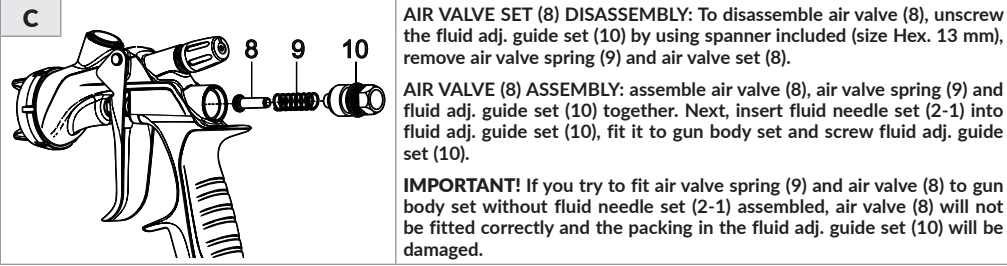 C
8 9 10
AIR VALVE SET (8) DISASSEMBLY: To disassemble air valve (8), unscrew
the fluid adj. guide set (10) by using spanner included (size Hex. 13 mm),
remove air valve spring (9) and air valve set (8).
AIR VALVE (8) ASSEMBLY: assemble air valve (8), air valve spring (9) and
fluid adj. guide set (10) together. Next, insert fluid needle set (2-1) into
fluid adj. guide set (10), fit it to gun body set and screw fluid adj. guide
set (10).
IMPORTANT! If you try to fit air valve spring (9) and air valve (8) to gun
body set without fluid needle set (2-1) assembled, air valve (8) will not
be fitted correctly and the packing in the fluid adj. guide set (10) will be
damaged.